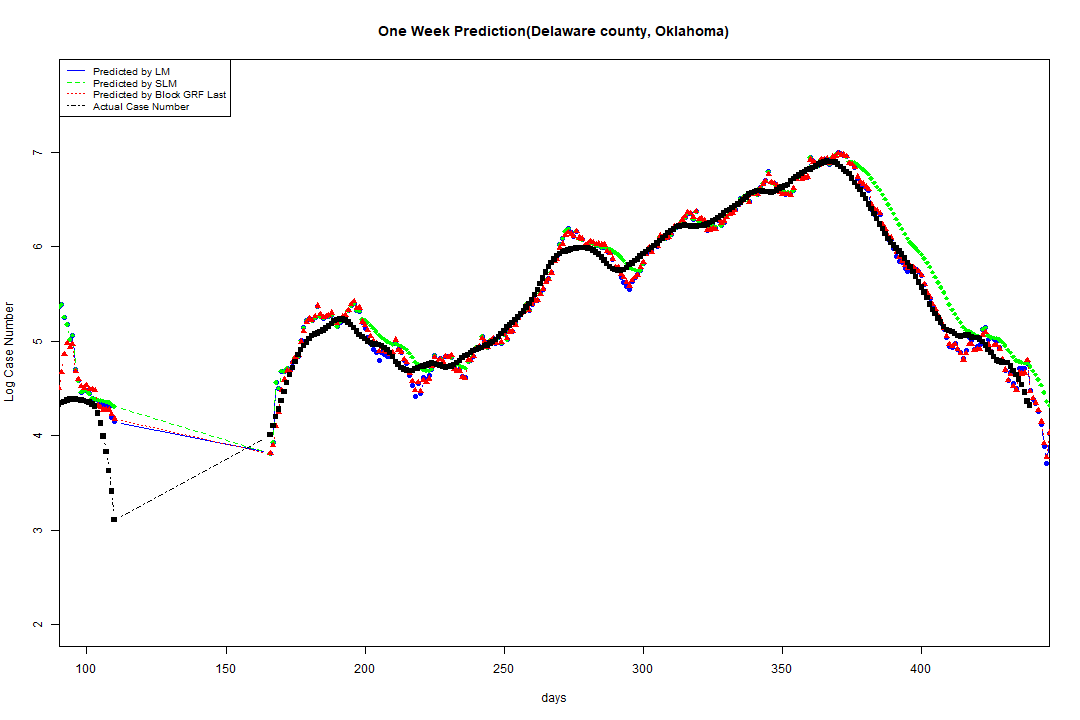 One Week Prediction(Delaware county, Oklahoma)
Predicted by LM
Predicted by SLM
Predicted by Block GRF Last
Actual Case Number
Log Case Number
7
6
5
4
3
2
100 150 200 250 300 350 400
days